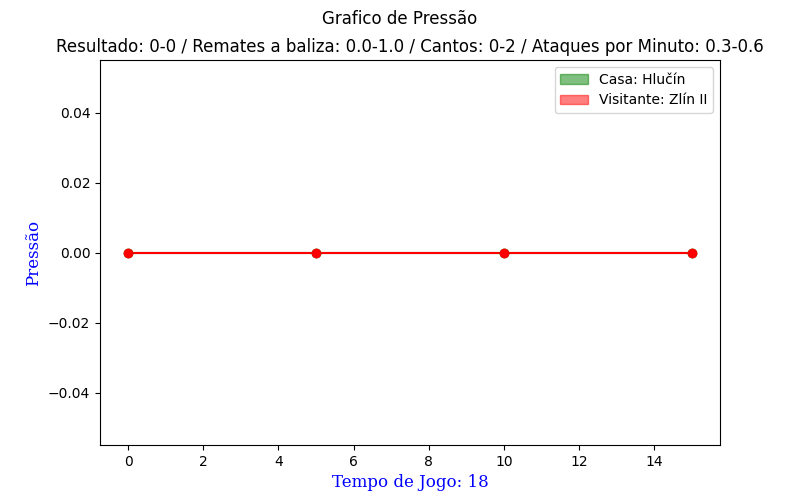 Grafico de Pressão
Resultado: 0-0 / Remates a baliza: 0.0-1.0 / Cantos: 0-2 / Ataques por Minuto: 0.3-0.6
Casa: Hlučín
Visitante: Zlín II
0.04
0.02
0.00
−0.02
−0.04
Pressão
0 2 4 6 8 10 12 14
Tempo de Jogo: 18